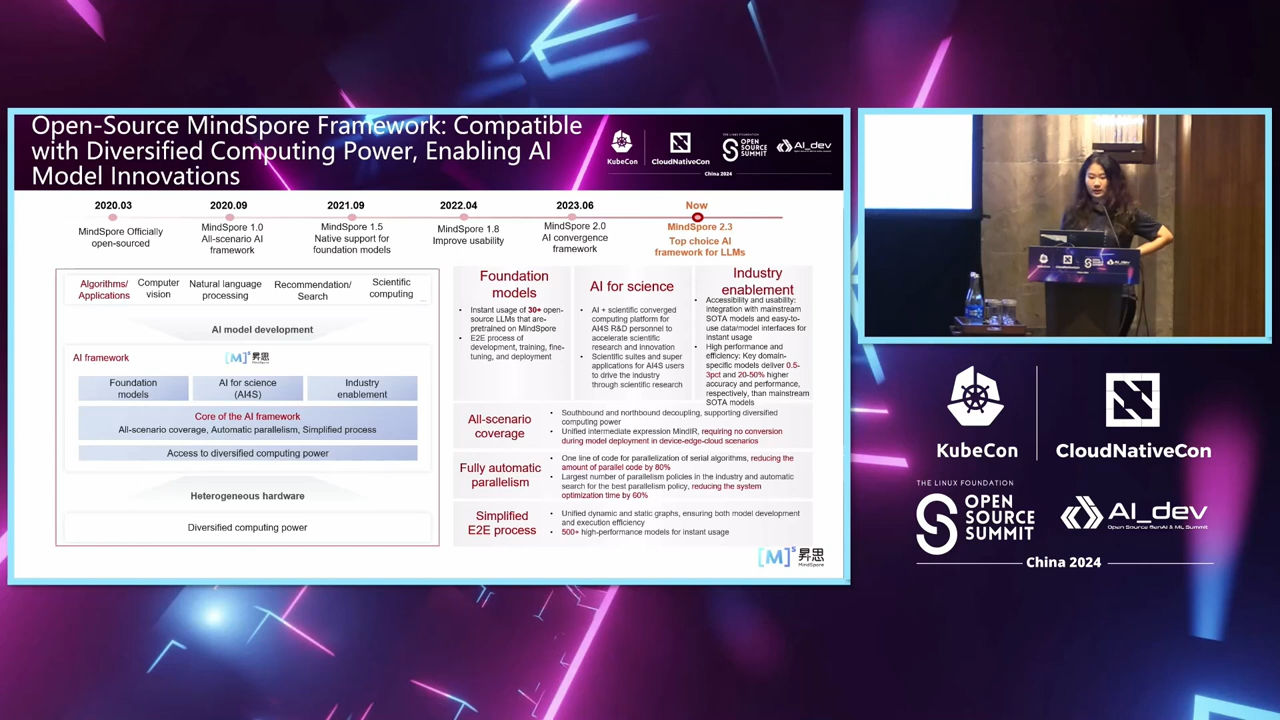 Open-Source MindSpore Framework: Compatible
with Diversified Computing Power, Enabling AI
Model Innovations
KubeCon
CloudNativeCon
THE LINUX FOUNDATION
OPEN
SOURCE
SUMMIT
AI_dev
China 2024
2020.03
MindSpore Officially
open-sourced
2020.09
MindSpore 1.0
All-scenario AI
framework
2021.09
MindSpore 1.5
Native support for
foundation models
2022.04
MindSpore 1.8
Improve usability
2023.06
MindSpore 2.0
AI convergence
framework
Now
MindSpore 2.3
Top choice AI
framework for LLMs
Algorithms/
Applications
Computer
vision
Natural language
processing
Recommendation/
Search
Scientific
computing
...
AI model development
AI framework
[M]s 昇思
MindSpore
Foundation
models
AI for science
(AI4S)
Industry
enablement
Core of the AI framework
All-scenario coverage, Automatic parallelism, Simplified process
Access to diversified computing power
Heterogeneous hardware
Diversified computing power
Foundation
models
• Instant usage of 30+ open-
source LLMs that are-
pretrained on MindSpore
• E2E process of
development, training, fine-
tuning, and deployment
AI for science
• AI + scientific converged
computing platform for
AI4S R&D personnel to
accelerate scientific
research and innovation
• Scientific suites and super
applications for AI4S users
to drive the industry
through scientific research
Industry
enablement
• Accessibility and usability:
integration with mainstream
SOTA models and easy-to-
use data/model interfaces for
instant usage
• High performance and
efficiency: Key domain-
specific models deliver 0.5-
3pct and 20-50% higher
accuracy and performance,
respectively, than mainstream
SOTA models
All-scenario
coverage
• Southbound and northbound decoupling, supporting diversified
computing power
• Unified intermediate expression MindIR, requiring no conversion
during model deployment in device-edge-cloud scenarios
Fully automatic
parallelism
• One line of code for parallelization of serial algorithms, reducing the
amount of parallel code by 80%
• Largest number of parallelism policies in the industry and automatic
search for the best parallelism policy, reducing the system
optimization time by 60%
Simplified
E2E process
• Unified dynamic and static graphs, ensuring both model development
and execution efficiency
• 500+ high-performance models for instant usage
[M]s 昇思
MindSpore
KubeCon
CloudNativeCon
THE LINUX FOUNDATION
OPEN
SOURCE
SUMMIT
AI_dev
Open Source GenAI & ML Summit
China 2024